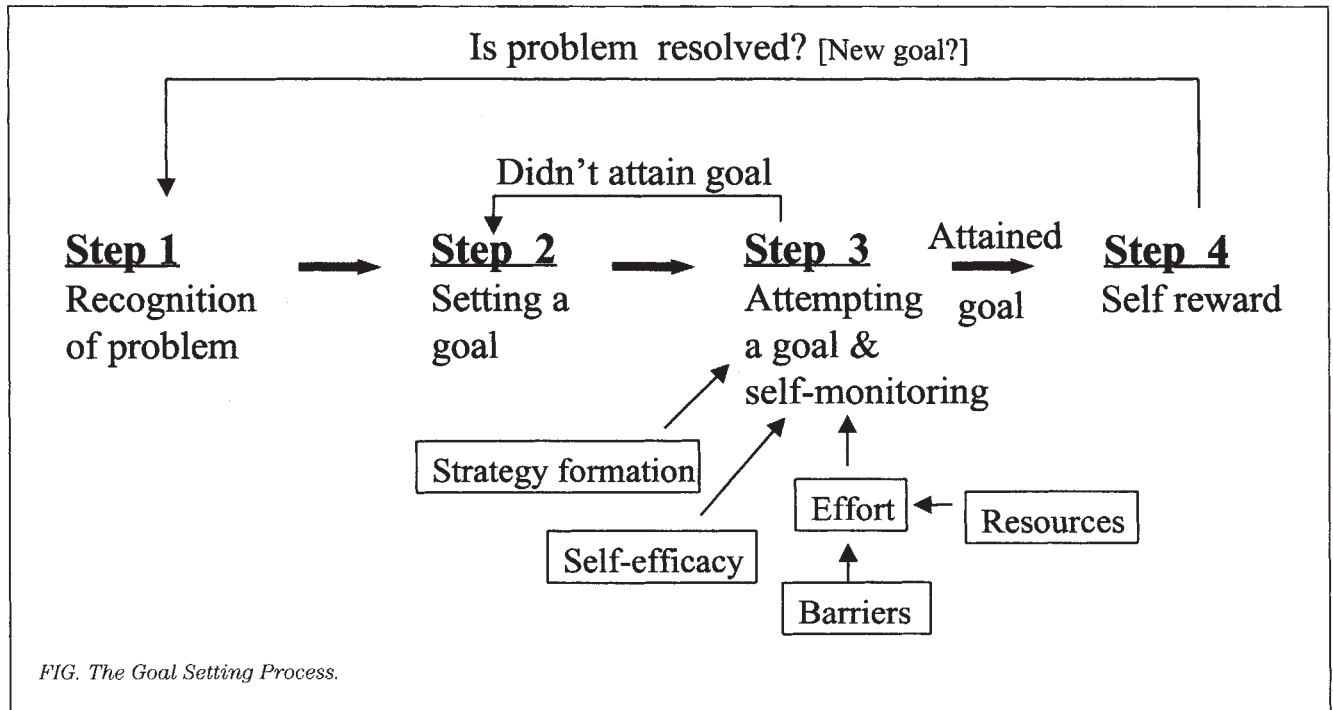 Is problem resolved? [New goal?]
Didn't attain goal
Step 1
Recognition
of problem
Step 2
Setting a
goal
Step 3
Attempting
a goal &
self-monitoring
Attained
goal
Step 4
Self reward
Strategy formation
Self-efficacy
Effort
Resources
Barriers
FIG. The Goal Setting Process.